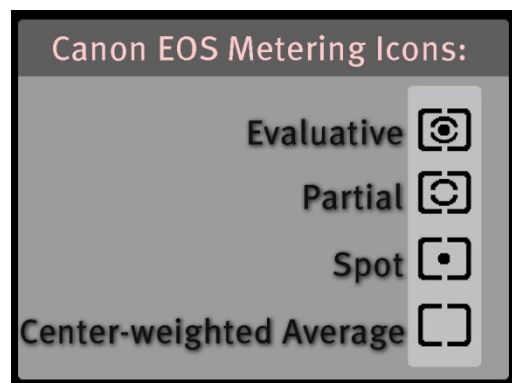 Canon EOS Metering Icons:
Evaluative
Partial
Spot
Center-weighted Average